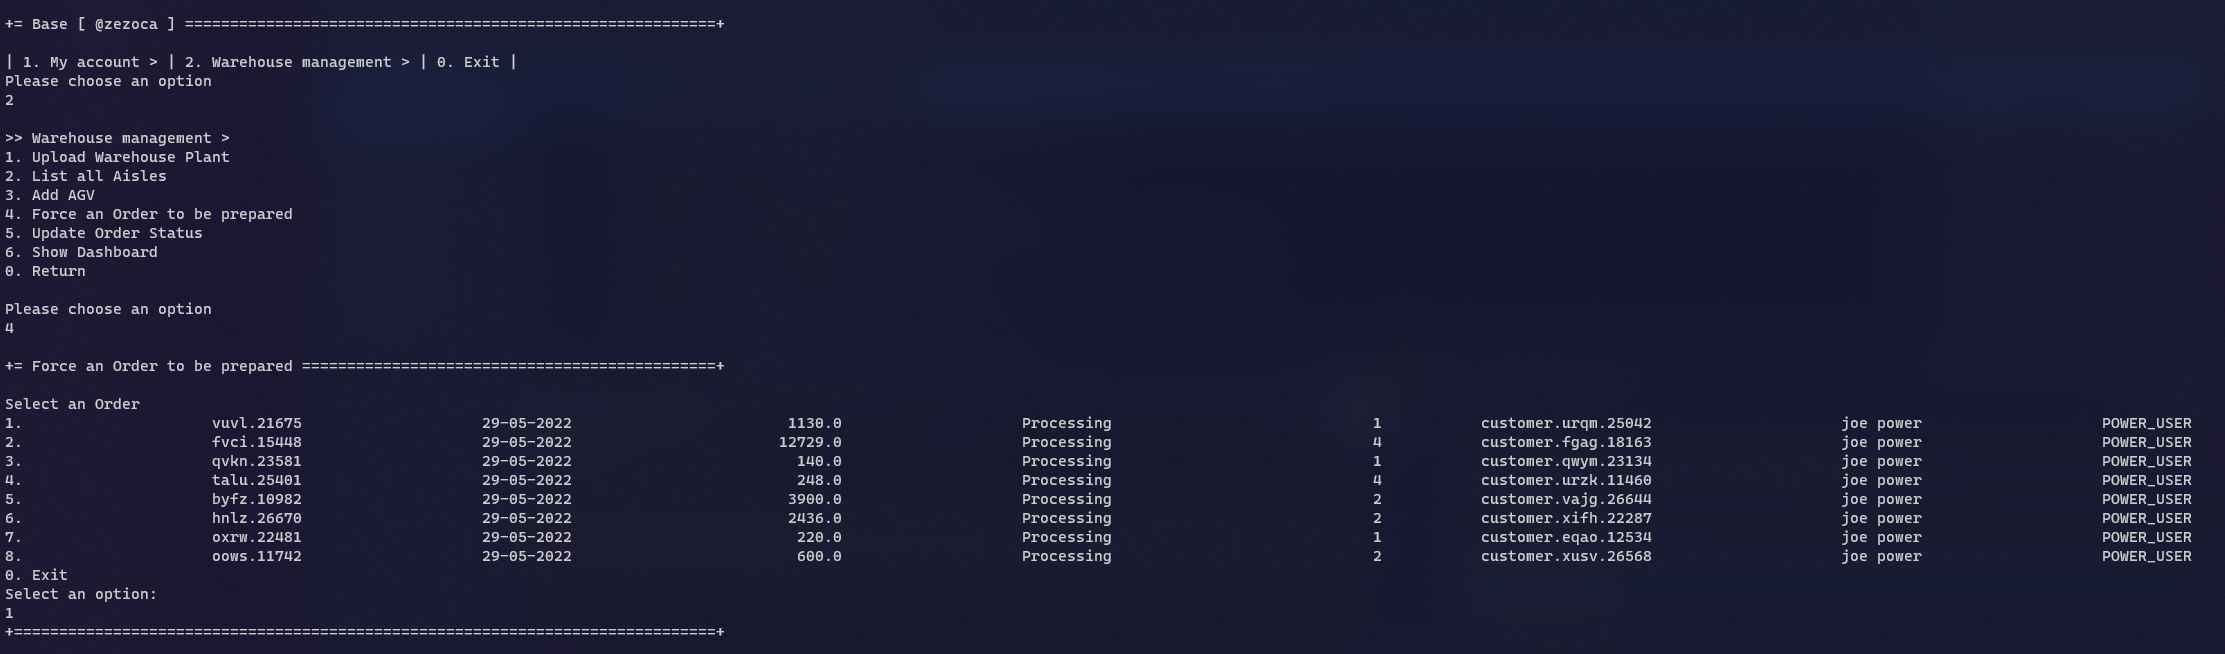 += Base [ @zezoca ] ===========================================================+
| 1. My account > | 2. Warehouse management > | 0. Exit |
Please choose an option
2
>> Warehouse management >
1. Upload Warehouse Plant
2. List all Aisles
3. Add AGV
4. Force an Order to be prepared
5. Update Order Status
6. Show Dashboard
0. Return
Please choose an option
4
+= Force an Order to be prepared ==============================================+
Select an Order
1. vuvl.21675 29-05-2022 1130.0 Processing 1 customer.urqm.25042 joe power POWER_USER
2. fvci.15448 29-05-2022 12729.0 Processing 4 customer.fgag.18163 joe power POWER_USER
3. qvkn.23581 29-05-2022 140.0 Processing 1 customer.qwym.23134 joe power POWER_USER
4. talu.25401 29-05-2022 248.0 Processing 4 customer.urzk.11460 joe power POWER_USER
5. byfz.10982 29-05-2022 3900.0 Processing 2 customer.vajg.26644 joe power POWER_USER
6. hnlz.26670 29-05-2022 2436.0 Processing 2 customer.xifh.22287 joe power POWER_USER
7. oxrw.22481 29-05-2022 220.0 Processing 1 customer.eqao.12534 joe power POWER_USER
8. oows.11742 29-05-2022 600.0 Processing 2 customer.xusv.26568 joe power POWER_USER
0. Exit
Select an option:
1
+==============================================================================+